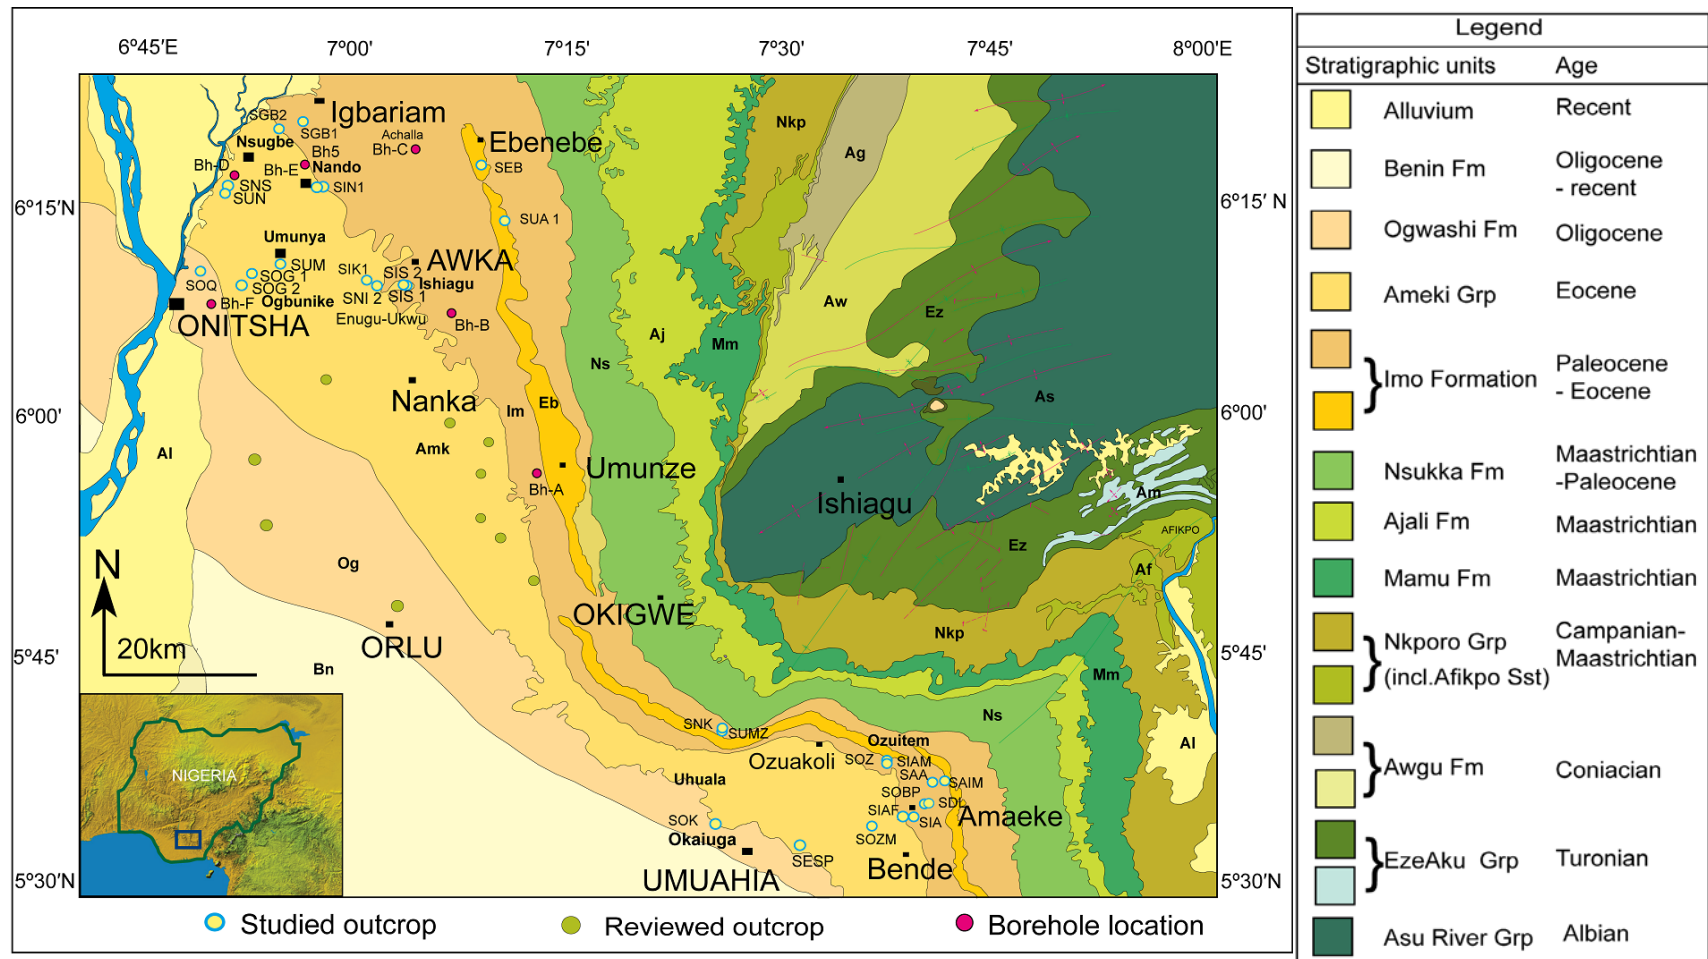 6°45'E
7°00'
7°15'
7°30'
7°45'
8°00'E
Legend
Stratigraphic units Age
Alluvium Recent
Benin Fm Oligocene
- recent
Ogwashi Fm Oligocene
Ameki Grp Eocene
Imo Formation Paleocene
- Eocene
Nsukka Fm Maastrichtian
-Paleocene
Ajali Fm Maastrichtian
Mamu Fm Maastrichtian
Nkporo Grp Campanian-
(incl.Afikpo Sst) Maastrichtian
Awgu Fm Coniacian
EzeAku Grp Turonian
Asu River Grp Albian
SGB2
Igbariam
SGB1
Nkp
Achalla
Nsugbe
Bh5
Bh-C
Ebenebe
Ag
Bh-D
Bh-E
Nando
SEB
SNS
SIN1
SUN
6°15'N
6°15' N
SUA 1
Umunya
SUM
AWKA
SOQ
SOG 1
SIK1
SIS 2
Ishiagu
SOG 2
SNI 2
SIS 1
Bh-F
Ogbunike
Enugu-Ukwu
Bh-B
ONITSHA
Aw
Ez
Aj
Mm
Ns
Nanka
Im
Eb
As
6°00'
6°00'
Al
Amk
Umunze
Bh-A
Ishiagu
Am
AFIKPO
Ez
Af
N
Og
OKIGWE
ORLU
Nkp
20km
5°45'
5°45'
Bn
Mm
Ns
SNK
SUMZ
Ozuitem
Al
Ozuakoli
SOZ
SIAM
NIGERIA
Uhuala
SAA
SAIM
SOBP
SDL
SIAF
SIA
Amaeke
SOK
Okaiuga
SOZM
SESP
Bende
UMUAHIA
5°30'N
5°30'N
Studied outcrop
Reviewed outcrop
Borehole location